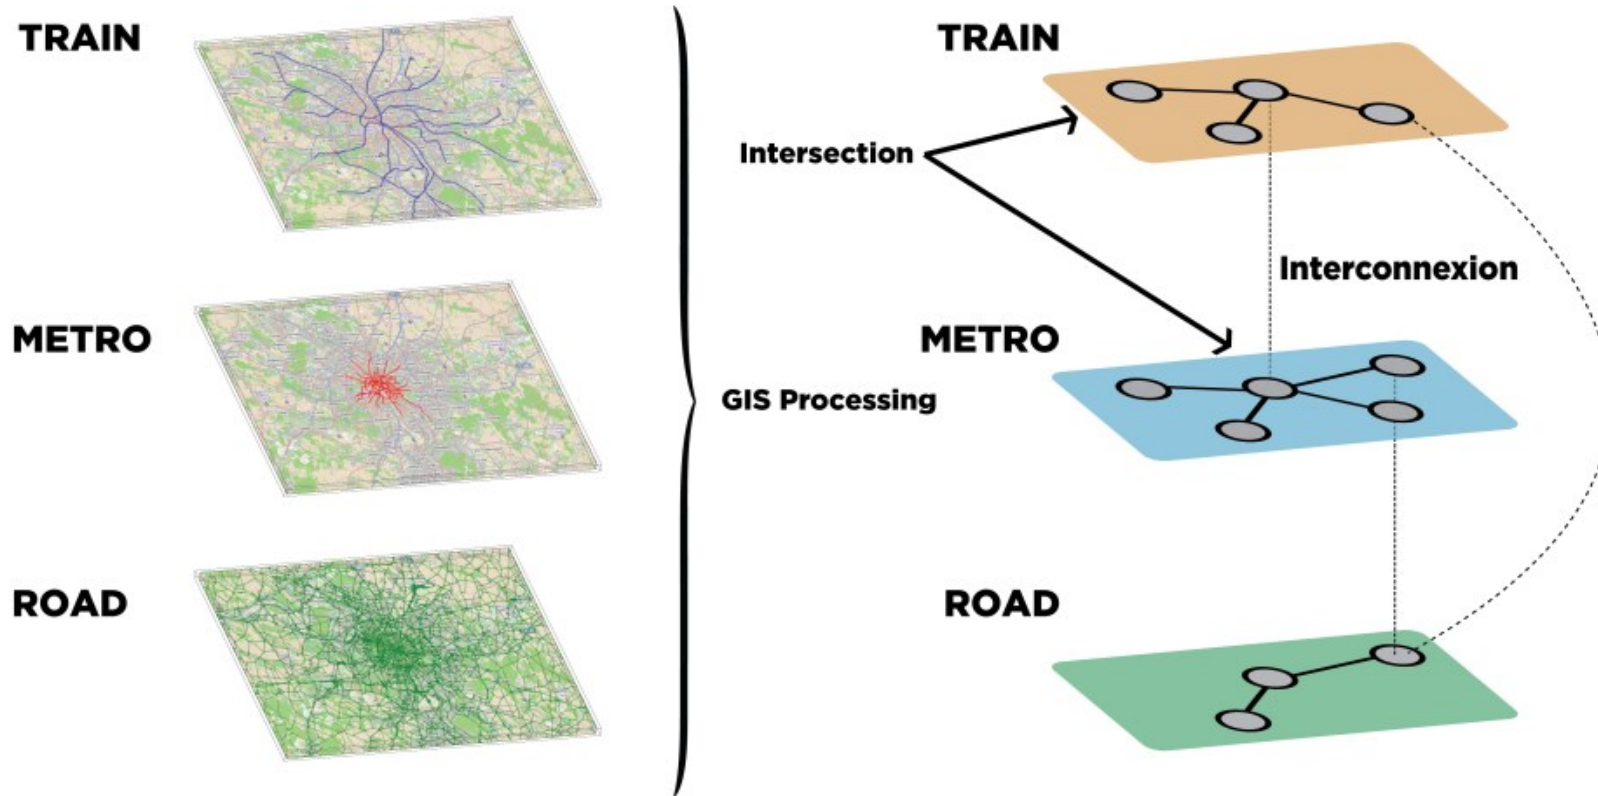 TRAIN
METRO
ROAD
GIS Processing
Intersection
TRAIN
Interconnexion
METRO
ROAD